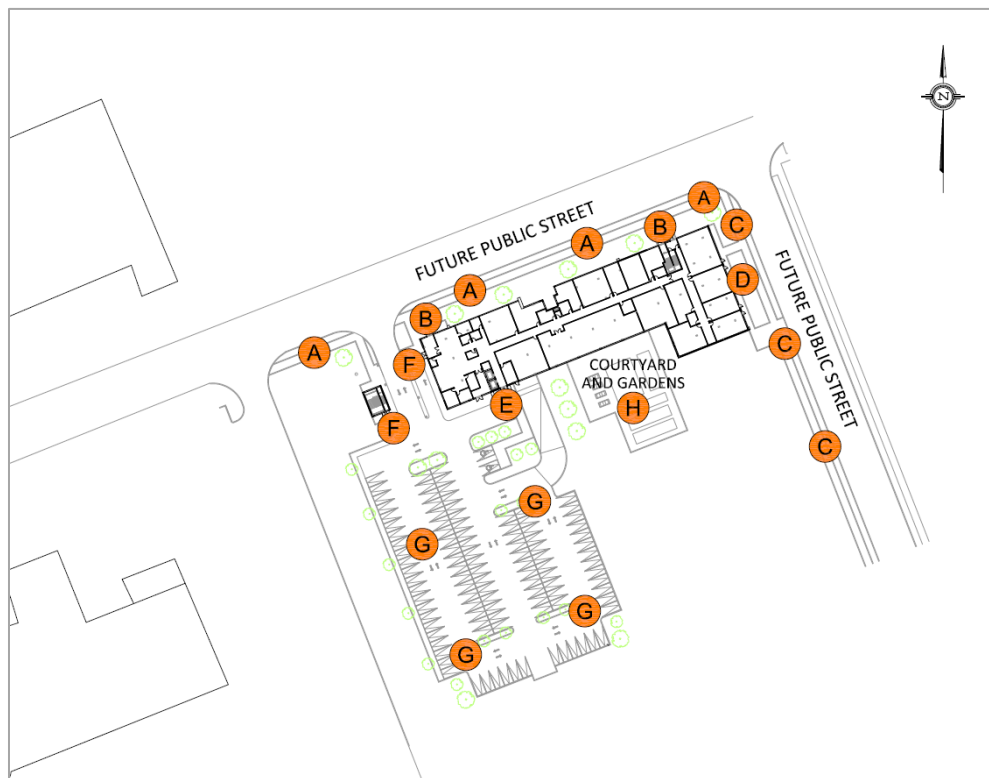 N
A
FUTURE PUBLIC STREET
B
C
A
A
B
D
FUTURE PUBLIC STREET
A
F
C
COURTYARD
AND GARDENS
E
H
F
C
G
G
G
G